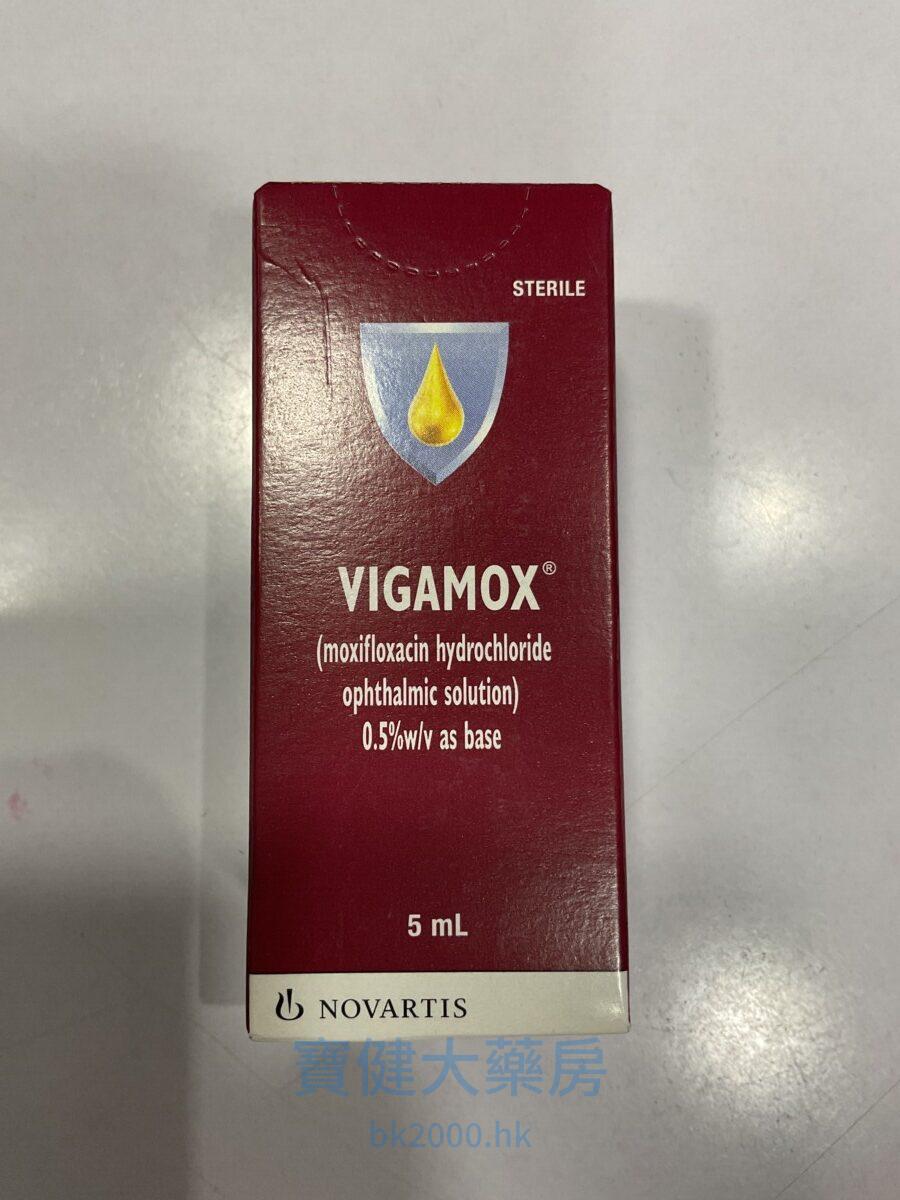 STERILE
VIGAMOX®
(moxifloxacin hydrochloride
ophthalmic solution)
0.5%w/v as base
5 mL
NOVARTIS
寶健大藥房
bk2000.hk